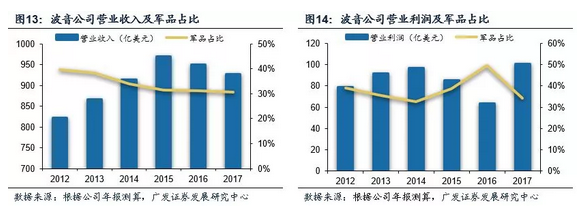 图13：波音公司营业收入及军品占比
营业收入（亿美元）
军品占比
1000
950
900
850
800
750
700
50%
40%
30%
20%
10%
0%
2012 2013 2014 2015 2016 2017
数据来源：根据公司年报测算，广发证券发展研究中心
图14：波音公司营业利润及军品占比
营业利润（亿美元）
军品占比
120
100
80
60
40
20
0
60%
50%
40%
30%
20%
10%
0%
2012 2013 2014 2015 2016 2017
数据来源：根据公司年报测算，广发证券发展研究中心